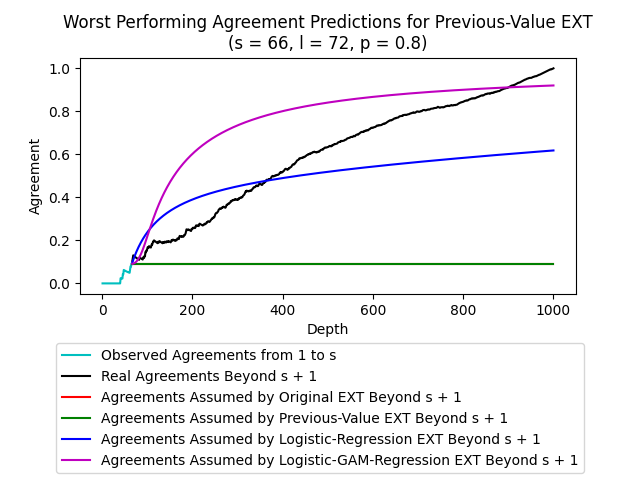 Worst Performing Agreement Predictions for Previous-Value EXT
(s = 66, l = 72, p = 0.8)
1.0
0.8
0.6
0.4
0.2
0.0
Agreement
0 200 400 600 800 1000
Depth
Observed Agreements from 1 to s
Real Agreements Beyond s + 1
Agreements Assumed by Original EXT Beyond s + 1
Agreements Assumed by Previous-Value EXT Beyond s + 1
Agreements Assumed by Logistic-Regression EXT Beyond s + 1
Agreements Assumed by Logistic-GAM-Regression EXT Beyond s + 1